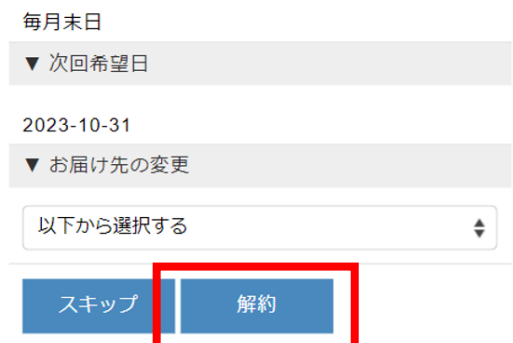 毎月末日
▼ 次回希望日
2023-10-31
▼ お届け先の変更
以下から選択する
スキップ 解約